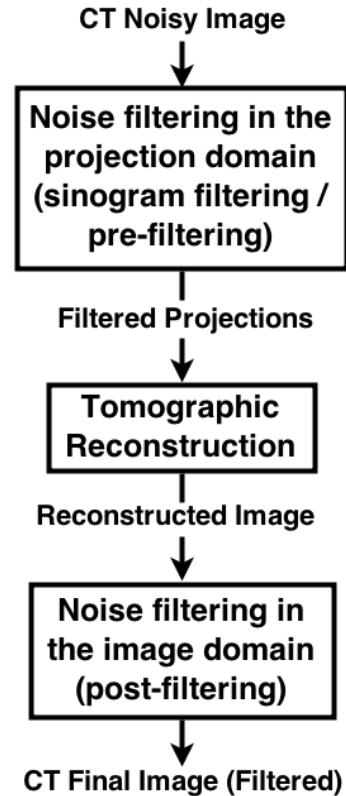 CT Noisy Image
Noise filtering in the
projection domain
(sinogram filtering /
pre-filtering)
Filtered Projections
Tomographic
Reconstruction
Reconstructed Image
Noise filtering in
the image domain
(post-filtering)
CT Final Image (Filtered)